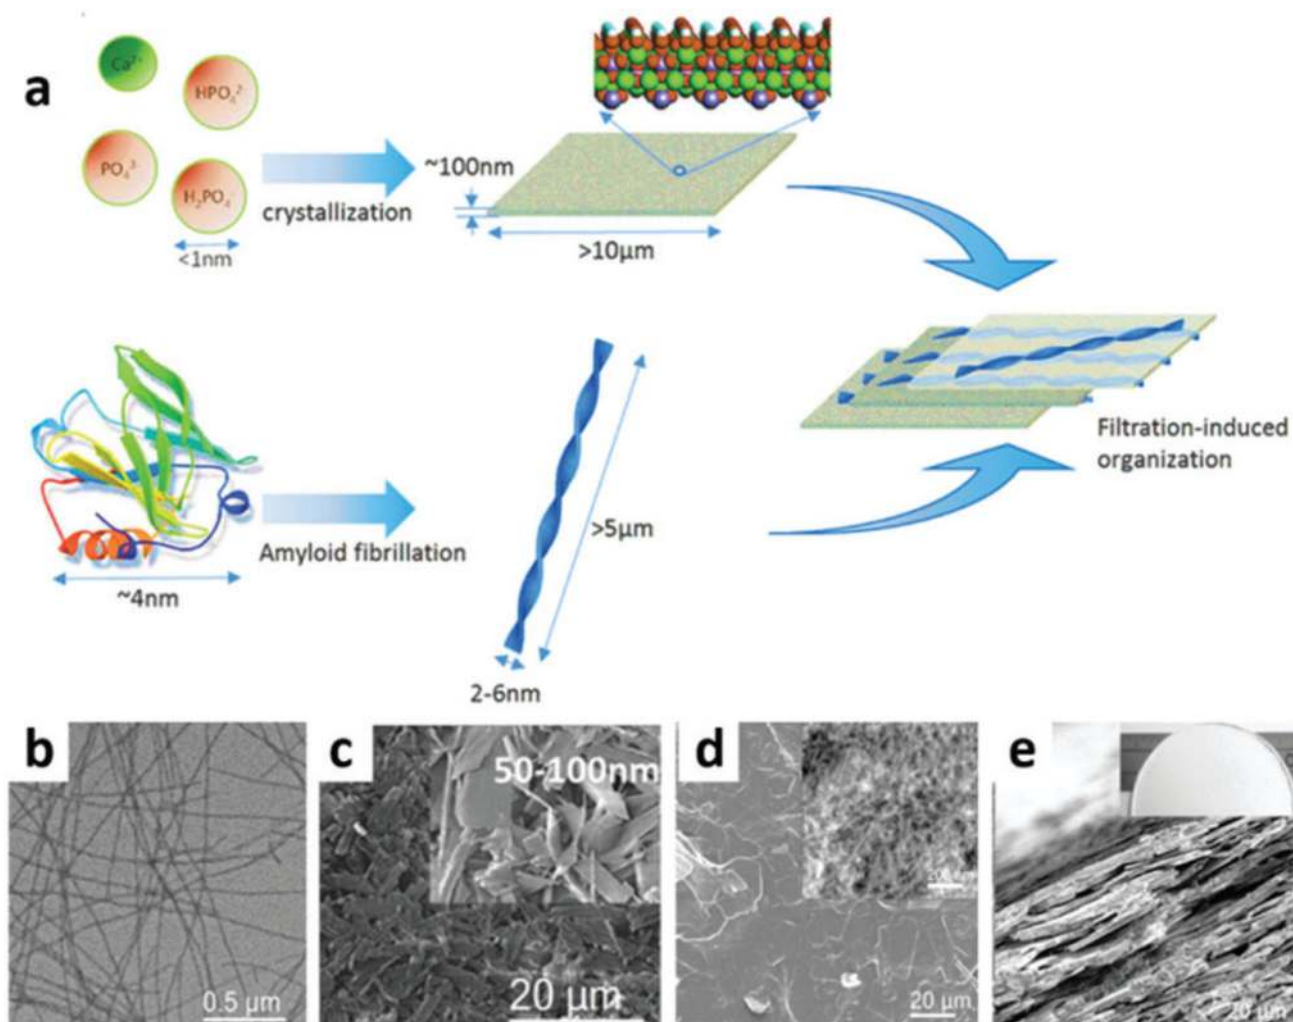 a
Ca²⁺
HPO₄²⁻
PO₄³⁻
H₂PO₄⁻
<1nm
crystallization
~100nm
>10µm
~4nm
Amyloid fibrillation
>5µm
2-6nm
Filtration-induced
organization
b
0.5 µm
c
50-100nm
20 µm
d
20 µm
e
20 µm